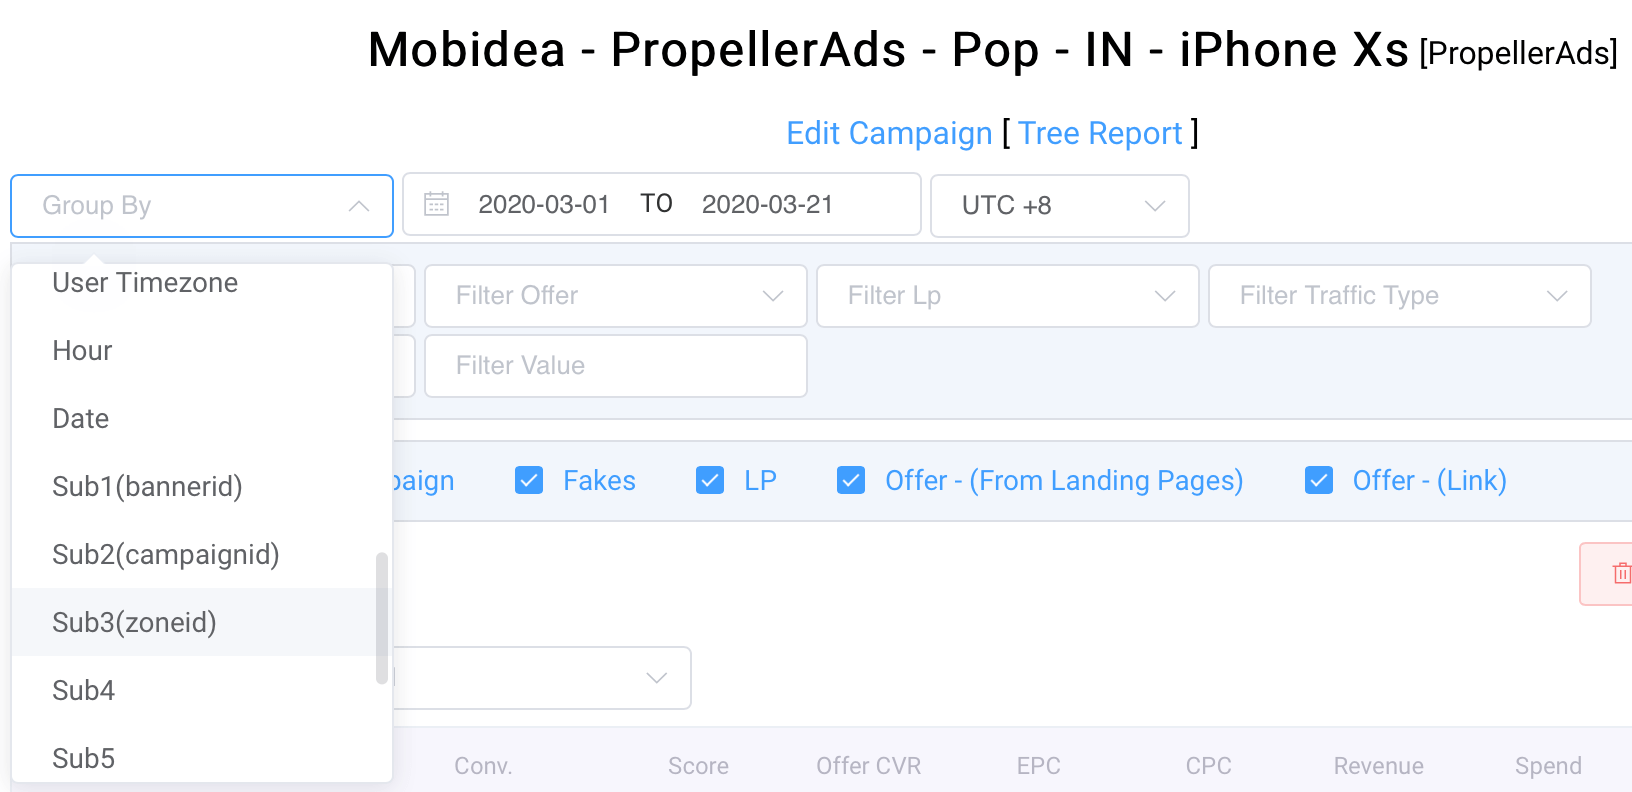 Mobidea - PropellerAds - Pop - IN - iPhone Xs [PropellerAds]
Edit Campaign [ Tree Report ]
Group By
2020-03-01 TO 2020-03-21
UTC +8
User Timezone
Hour
Date
Sub1(bannerid)
Sub2(campaignid)
Sub3(zoneid)
Sub4
Sub5
Filter Offer
Filter Lp
Filter Traffic Type
Filter Value
Fakes
LP
Offer - (From Landing Pages)
Offer - (Link)
Conv. Score Offer CVR EPC CPC Revenue Spend